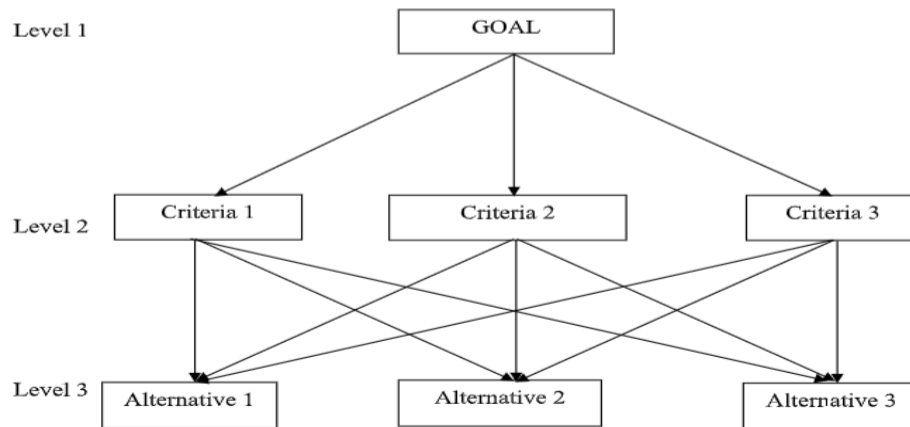 Level 1
GOAL
Level 2
Criteria 1
Criteria 2
Criteria 3
Level 3
Alternative 1
Alternative 2
Alternative 3